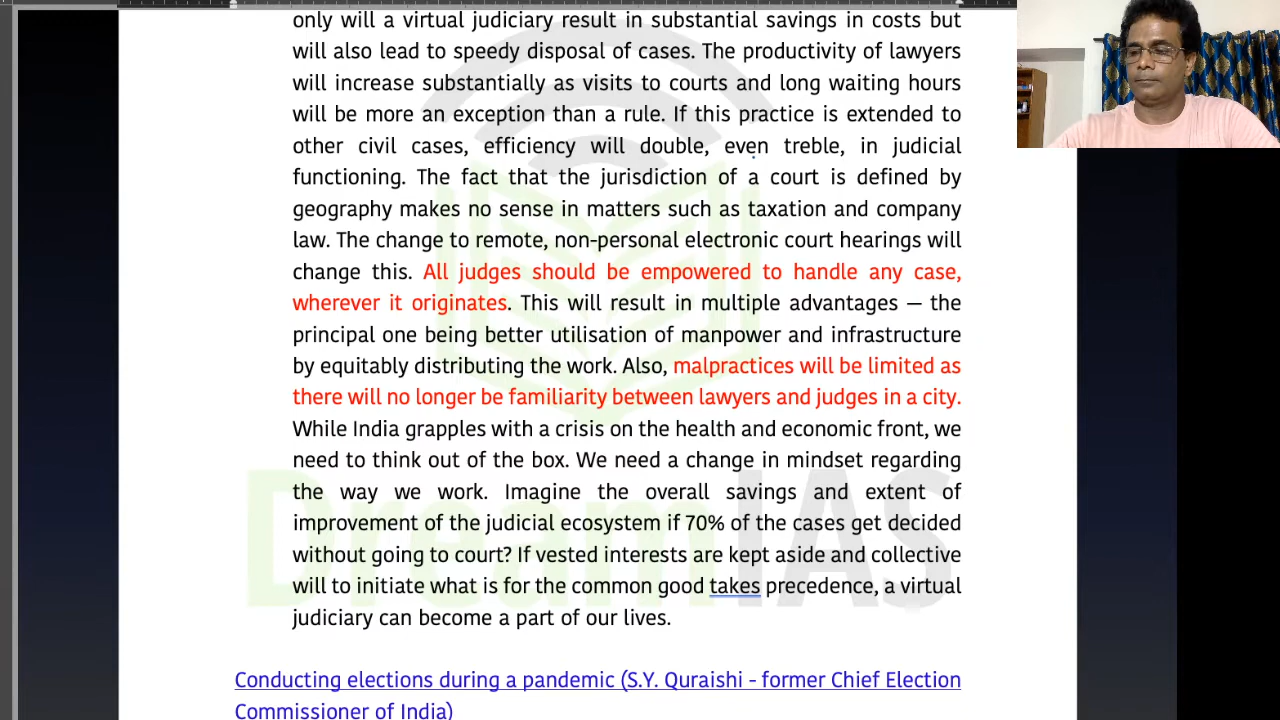 only will a virtual judiciary result in substantial savings in costs but
will also lead to speedy disposal of cases. The productivity of lawyers
will increase substantially as visits to courts and long waiting hours
will be more an exception than a rule. If this practice is extended to
other civil cases, efficiency will double, even treble, in judicial
functioning. The fact that the jurisdiction of a court is defined by
geography makes no sense in matters such as taxation and company
law. The change to remote, non-personal electronic court hearings will
change this. All judges should be empowered to handle any case,
wherever it originates. This will result in multiple advantages — the
principal one being better utilisation of manpower and infrastructure
by equitably distributing the work. Also, malpractices will be limited as
there will no longer be familiarity between lawyers and judges in a city.
While India grapples with a crisis on the health and economic front, we
need to think out of the box. We need a change in mindset regarding
the way we work. Imagine the overall savings and extent of
improvement of the judicial ecosystem if 70% of the cases get decided
without going to court? If vested interests are kept aside and collective
will to initiate what is for the common good takes precedence, a virtual
judiciary can become a part of our lives.
Conducting elections during a pandemic (S.Y. Quraishi - former Chief Election
Commissioner of India)
DreamIAS